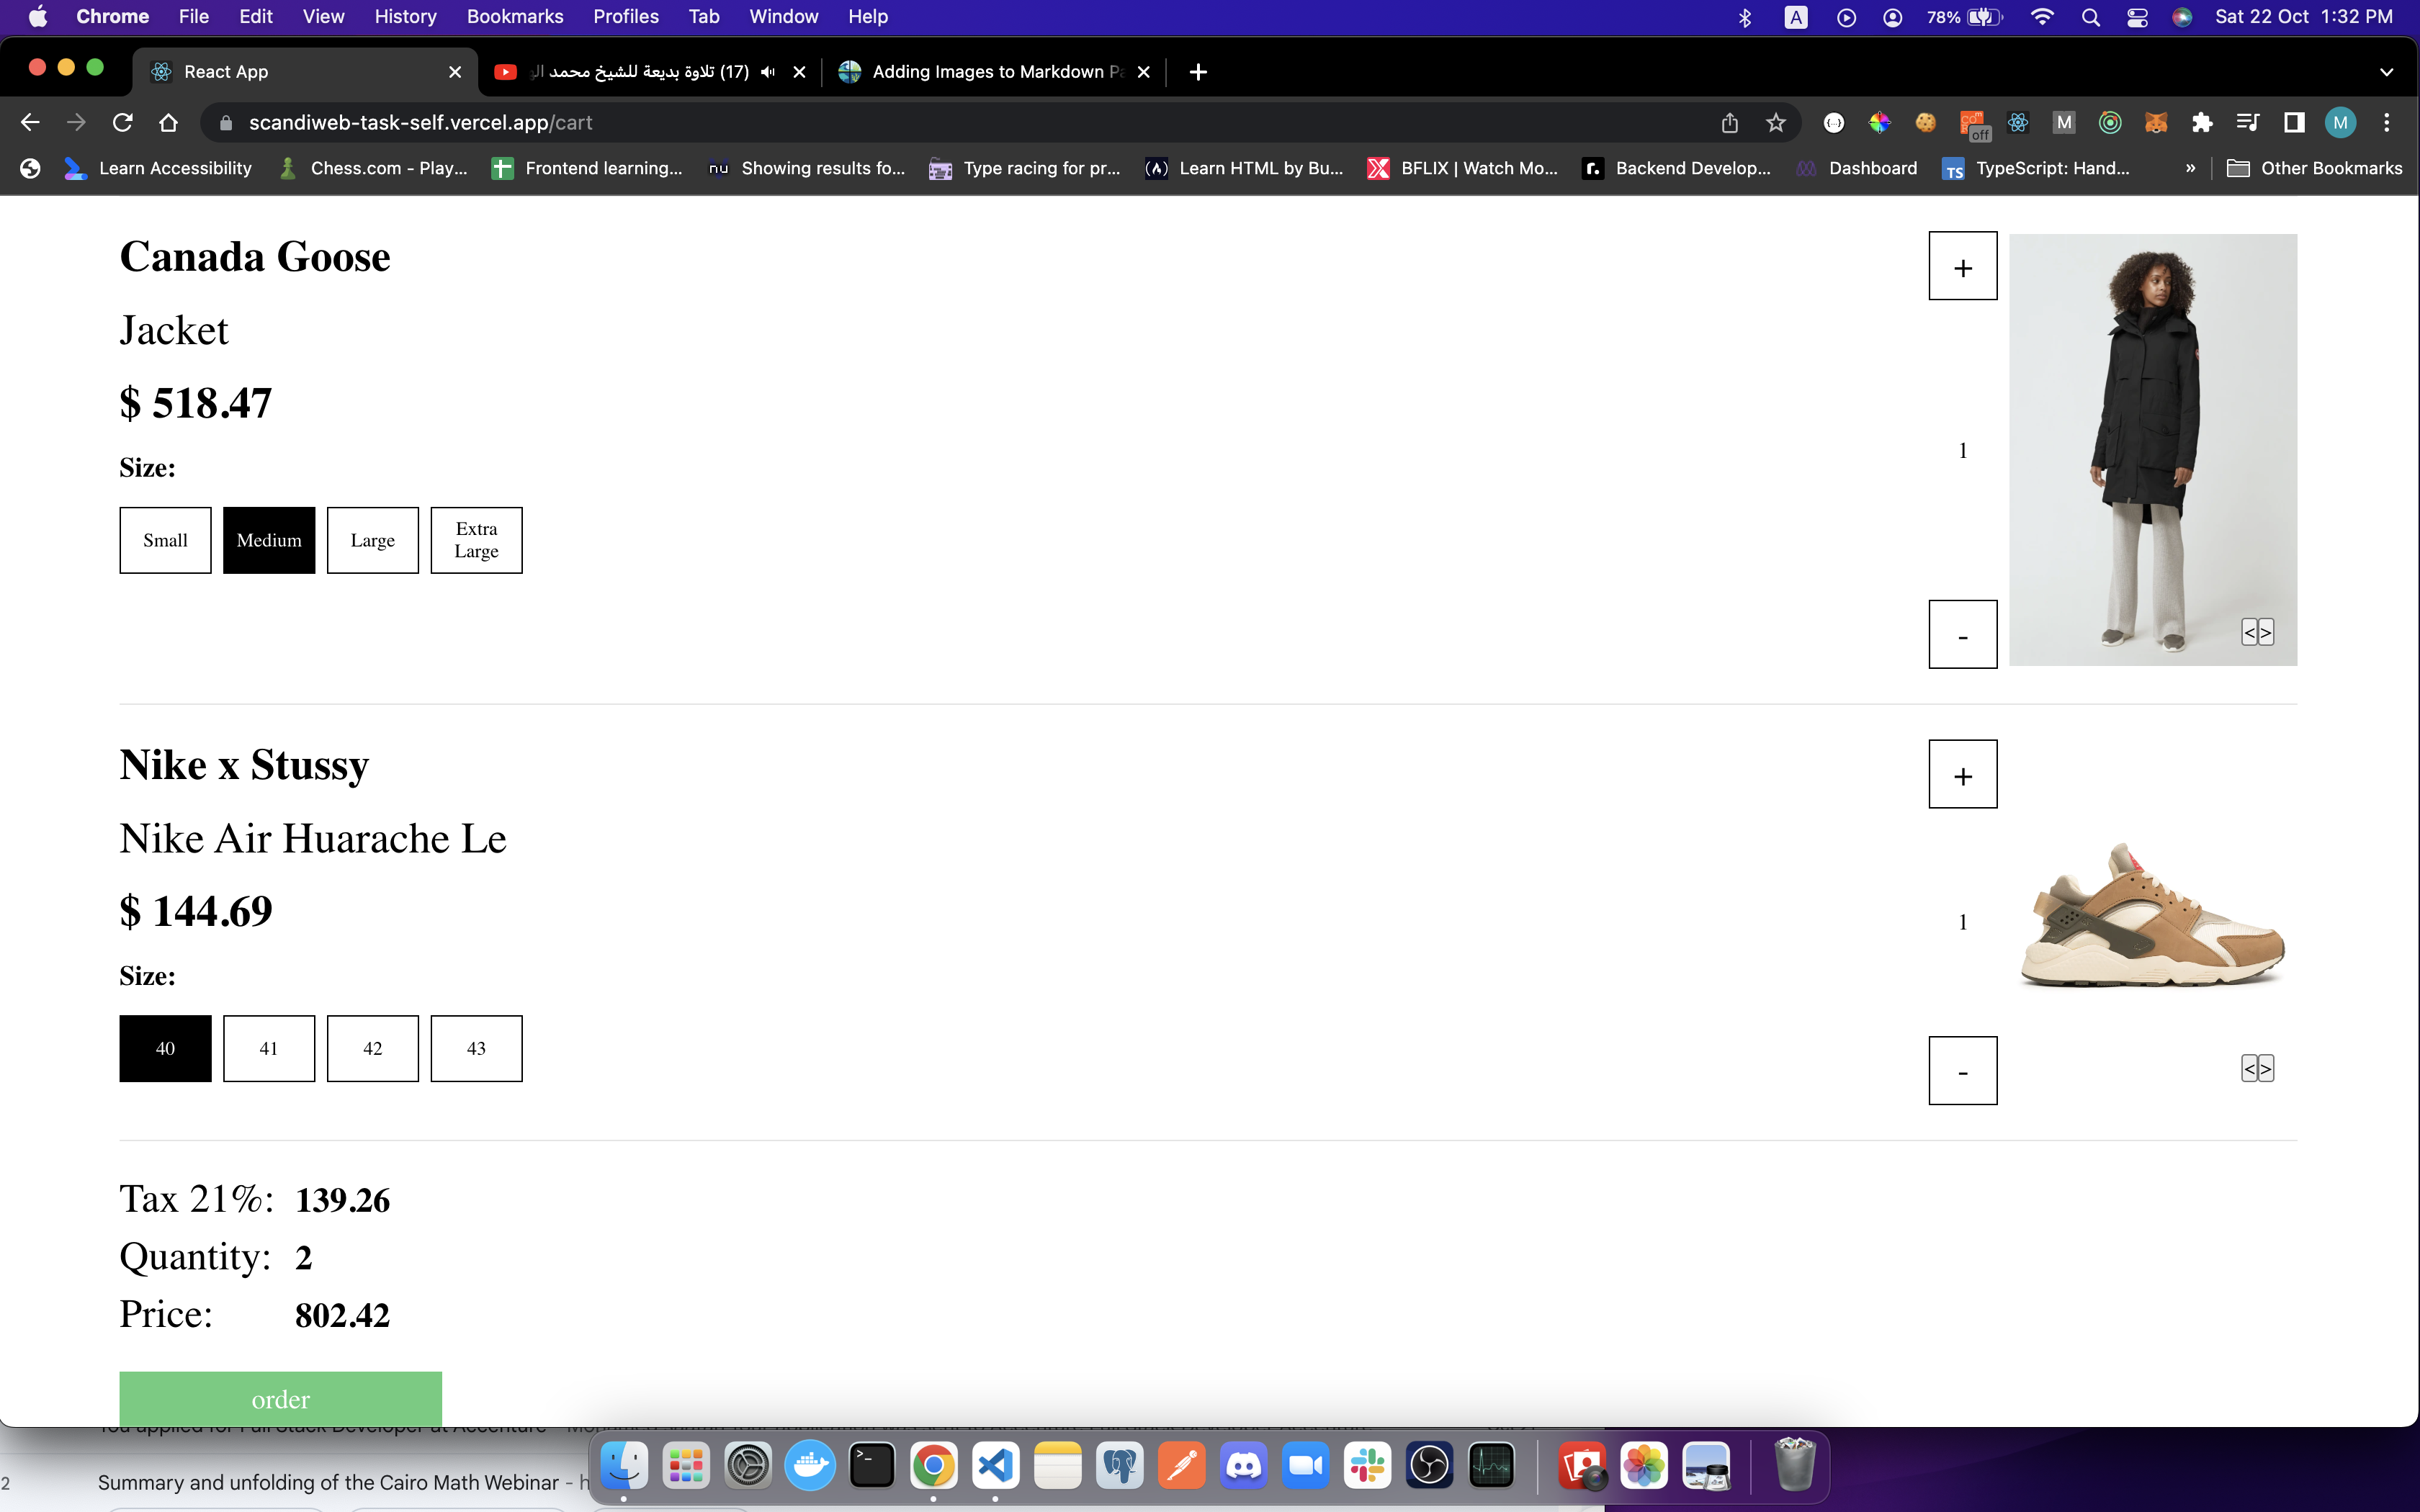 Chrome File Edit View History Bookmarks Profiles Tab Window Help A 78% Sat 22 Oct 1:32 PM
React App (17) تلاوة بديعة للشيخ محمد Adding Images to Markdown
scandiweb-task-self.vercel.app/cart off M M
Learn Accessibility Chess.com - Play... Frontend learning... nu Showing results fo... Type racing for pr... Learn HTML by Bu... BFLIX | Watch Mo... r. Backend Develop... Dashboard TS TypeScript: Hand... » Other Bookmarks
Canada Goose
+
Jacket
$ 518.47
1
Size:
Small Medium Large Extra Large
-
< >
Nike x Stussy
+
Nike Air Huarache Le
$ 144.69
1
Size:
40 41 42 43
-
< >
Tax 21%: 139.26
Quantity: 2
Price: 802.42
order
You applied for Full Stack Developer at Accenture
2 Summary and unfolding of the Cairo Math Webinar - h